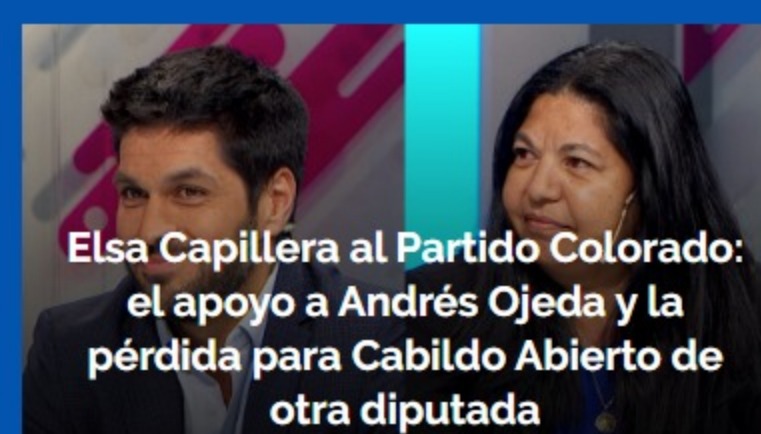 Elsa Capillera al Partido Colorado:
el apoyo a Andrés Ojeda y la
pérdida para Cabildo Abierto de
otra diputada